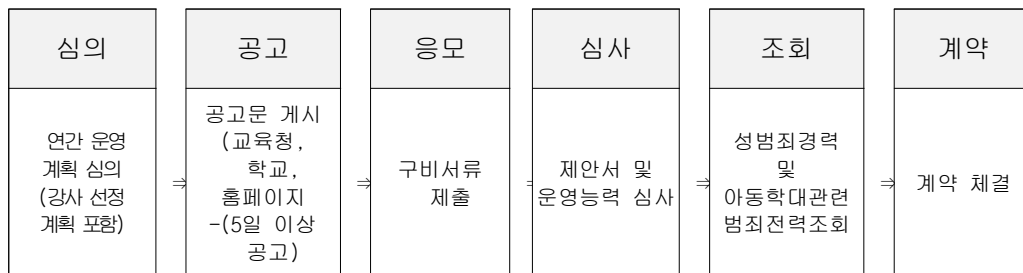 심의
공고
응모
심사
조회
계약
연간 운영
계획 심의
(강사 선정
계획 포함)
⇒
공고문 게시
(교육청,
학교,
홈페이지
-(5일 이상
공고)
⇒
구비서류
제출
⇒
제안서 및
운영능력 심사
⇒
성범죄경력
및
아동학대관련
범죄전력조회
⇒
계약 체결